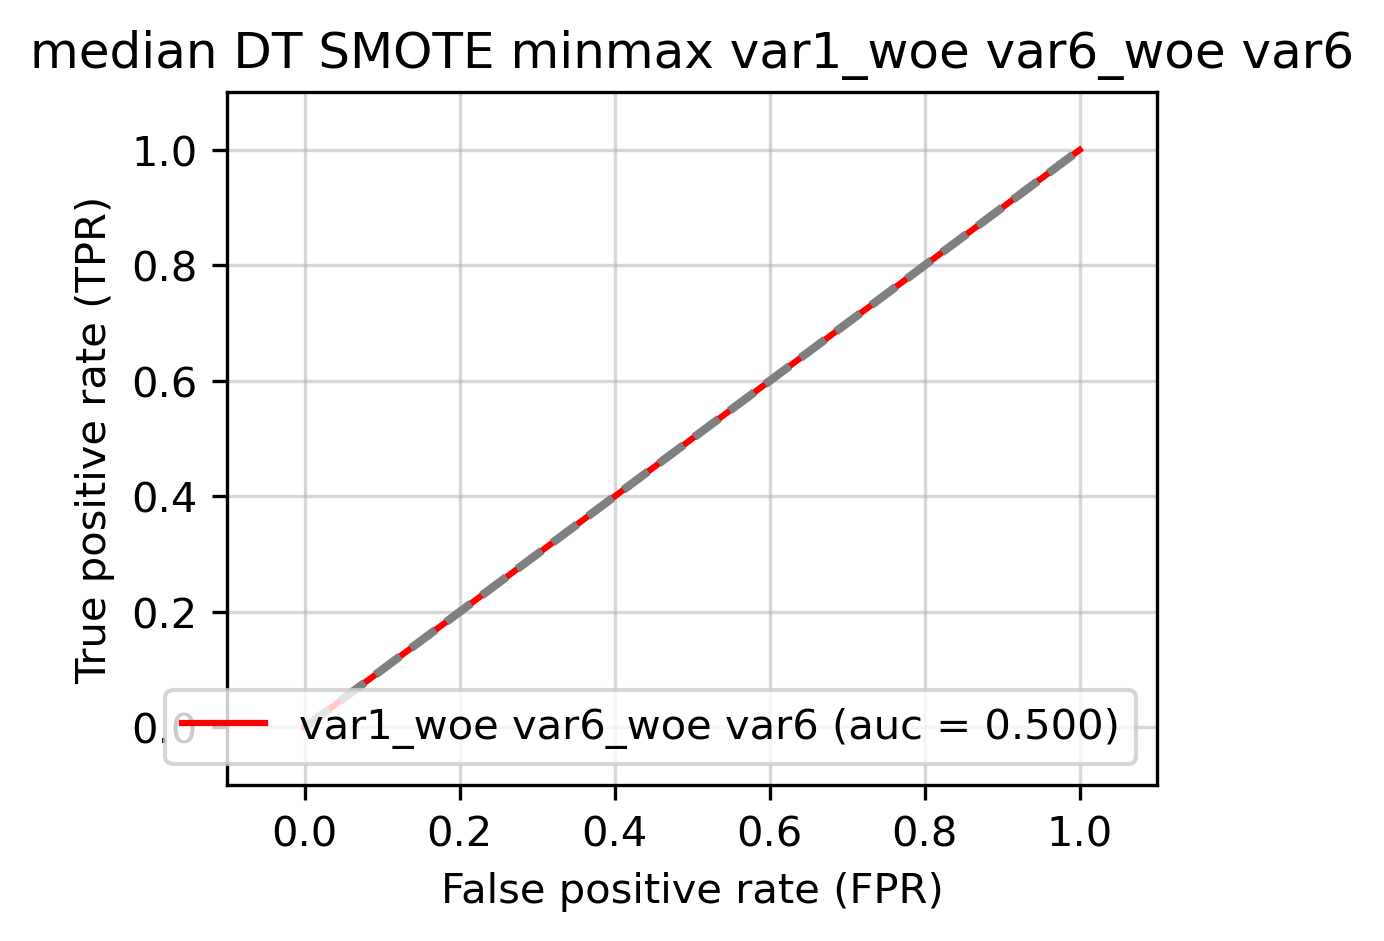 median DT SMOTE minmax var1_woe var6_woe var6
True positive rate (TPR)
1.0
0.8
0.6
0.4
0.2
0.0
var1_woe var6_woe var6 (auc = 0.500)
0.0 0.2 0.4 0.6 0.8 1.0
False positive rate (FPR)